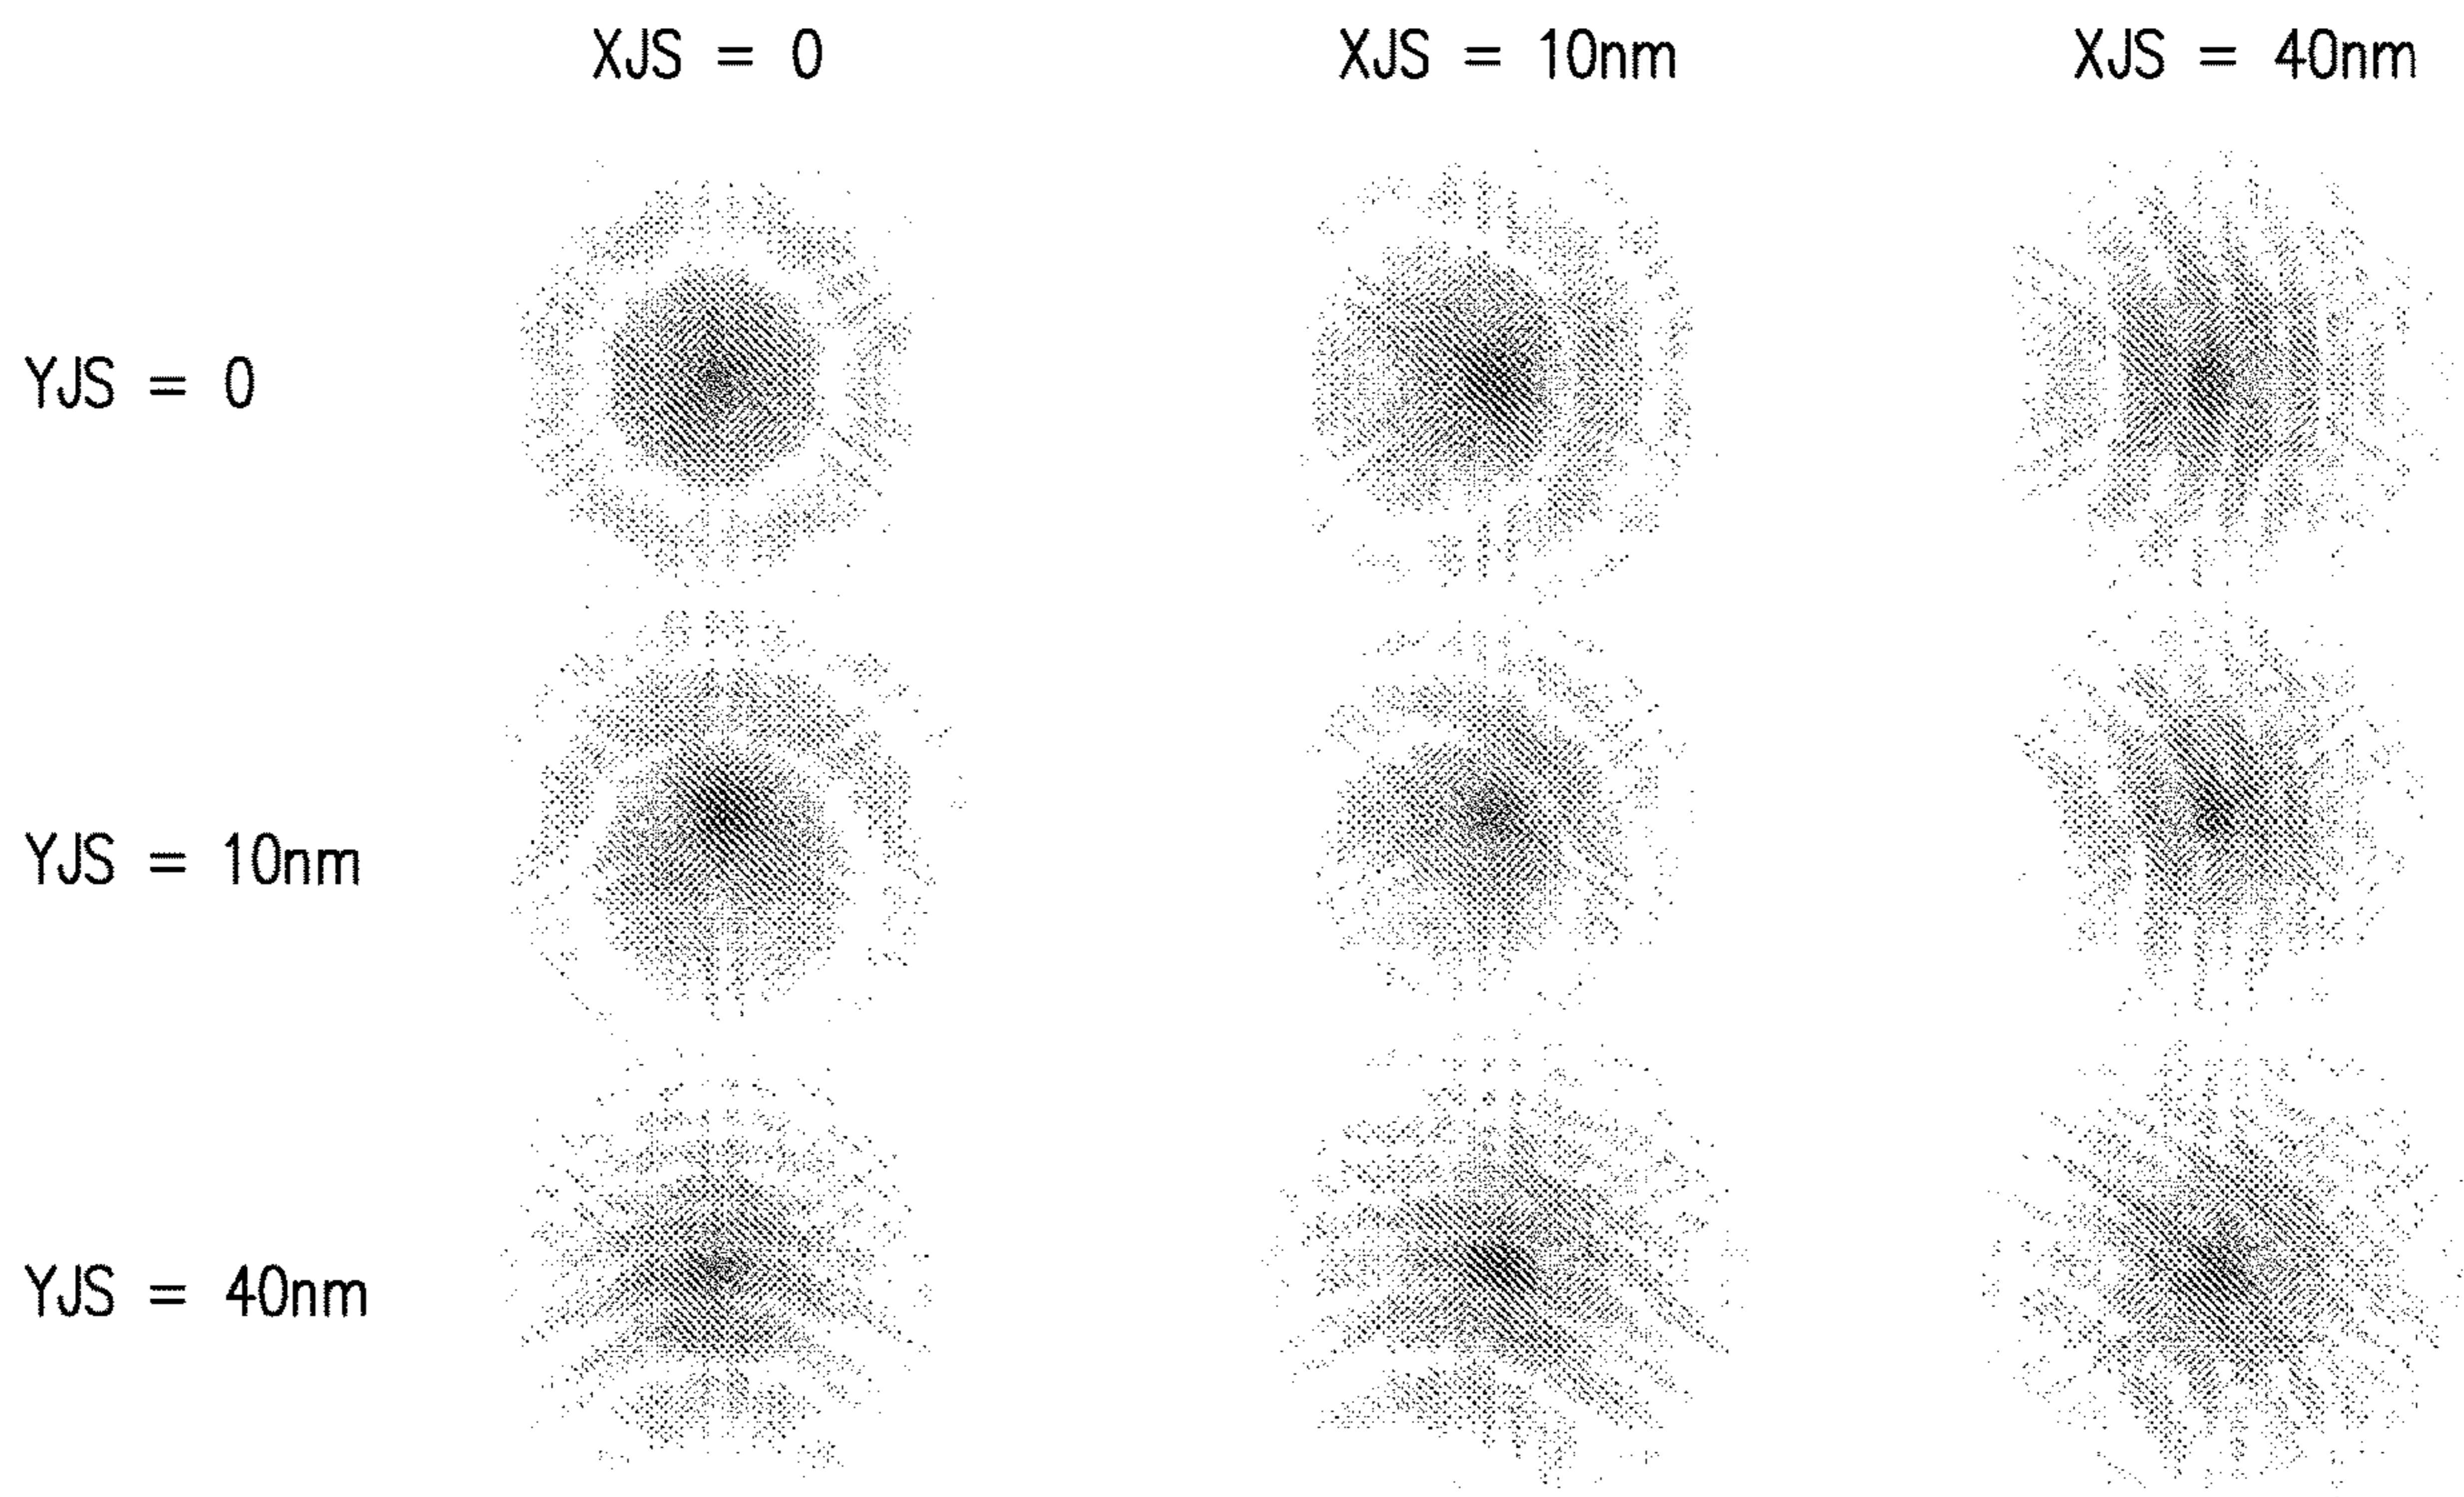 XJS = 0
XJS = 10nm
XJS = 40nm
YJS = 0
YJS = 10nm
YJS = 40nm